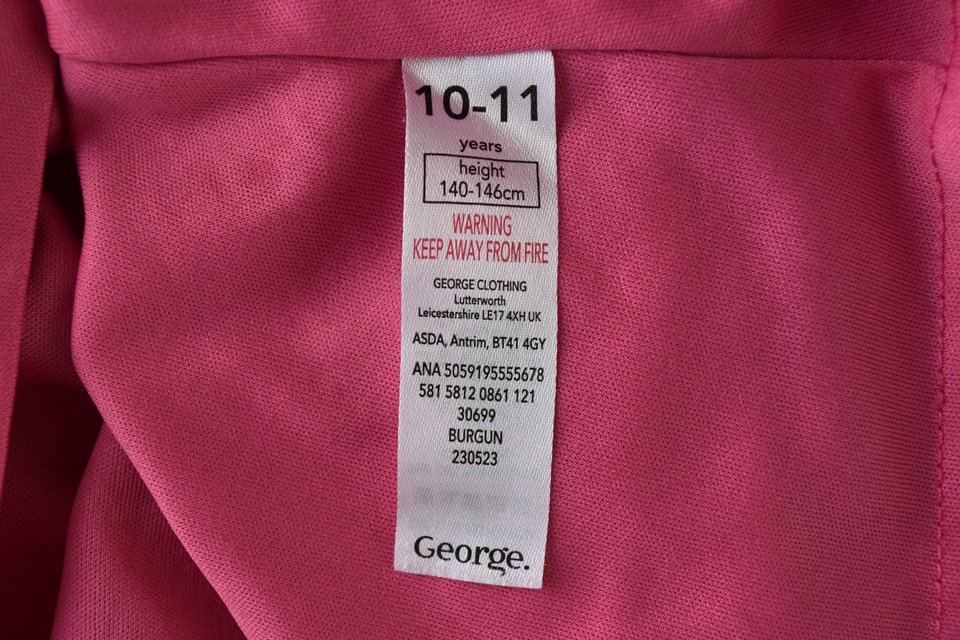 10-11
years
height
140-146cm
WARNING
KEEP AWAY FROM FIRE
GEORGE CLOTHING
Lutterworth
Leicestershire LE17 4XH UK
ASDA, Antrim, BT41 4GY
ANA 5059195555678
581 5812 0861 121
30699
BURGUN
230523
George.